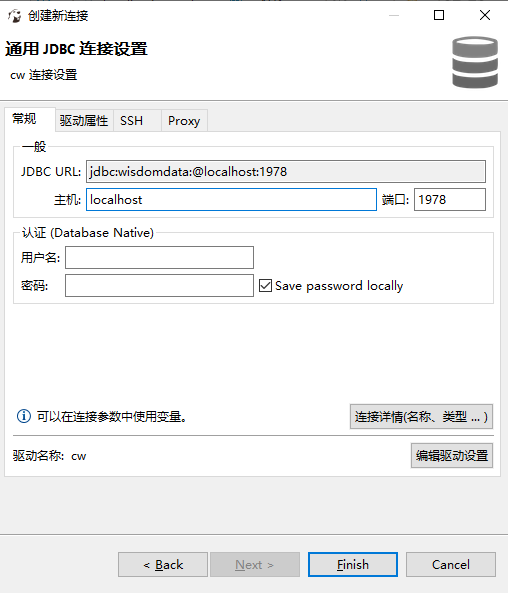 创建新连接
通用 JDBC 连接设置
cw 连接设置
常规 驱动属性 SSH Proxy
一般
JDBC URL: jdbc:wisdomdata:@localhost:1978
主机: localhost 端口: 1978
认证 (Database Native)
用户名:
密码: Save password locally
可以在连接参数中使用变量。 连接详情(名称、类型 ... )
驱动名称: cw 编辑驱动设置
< Back Next > Finish Cancel